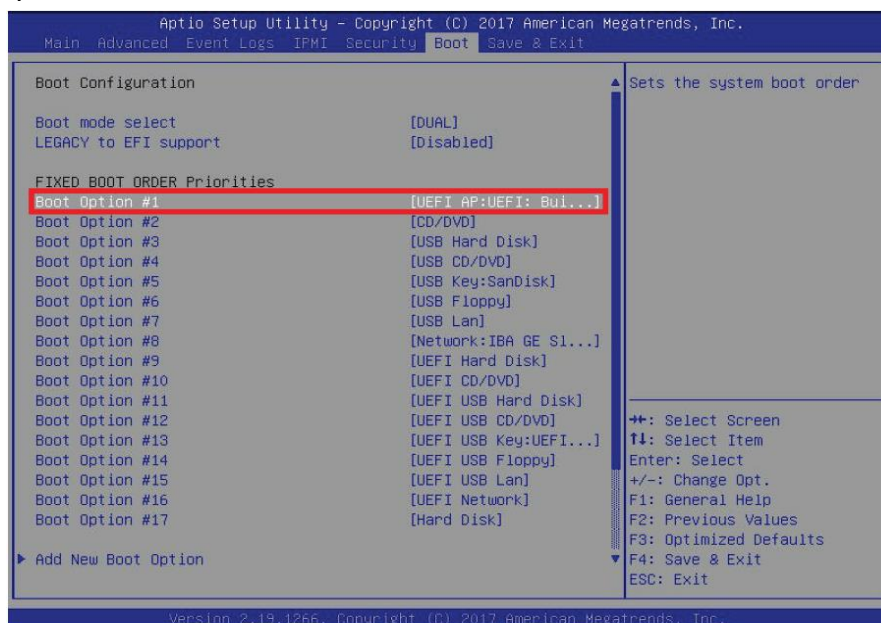 Aptio Setup Utility – Copyright (C) 2017 American Megatrends, Inc.
Main Advanced Event Logs IPMI Security Boot Save & Exit
Boot Configuration
Boot mode select [DUAL]
LEGACY to EFI support [Disabled]
FIXED BOOT ORDER Priorities
Boot Option #1 [UEFI AP:UEFI: Bui...]
Boot Option #2 [CD/DVD]
Boot Option #3 [USB Hard Disk]
Boot Option #4 [USB CD/DVD]
Boot Option #5 [USB Key:SanDisk]
Boot Option #6 [USB Floppy]
Boot Option #7 [USB Lan]
Boot Option #8 [Network:IBA GE Sl...]
Boot Option #9 [UEFI Hard Disk]
Boot Option #10 [UEFI CD/DVD]
Boot Option #11 [UEFI USB Hard Disk]
Boot Option #12 [UEFI USB CD/DVD]
Boot Option #13 [UEFI USB Key:UEFI...]
Boot Option #14 [UEFI USB Floppy]
Boot Option #15 [UEFI USB Lan]
Boot Option #16 [UEFI Network]
Boot Option #17 [Hard Disk]
Add New Boot Option
Sets the system boot order
→←: Select Screen
↑↓: Select Item
Enter: Select
+/-: Change Opt.
F1: General Help
F2: Previous Values
F3: Optimized Defaults
F4: Save & Exit
ESC: Exit
Version 2.19.1266. Copyright (C) 2017 American Megatrends, Inc.